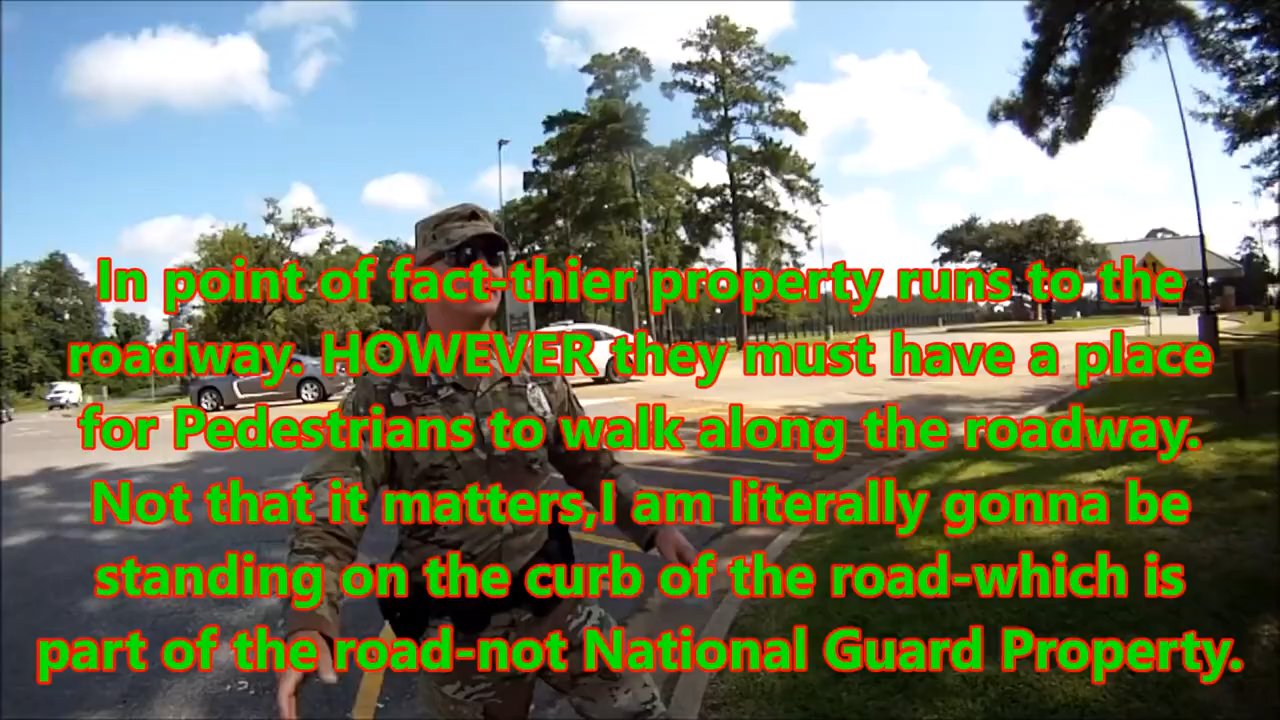 In point of fact-thier property runs to the
roadway. HOWEVER they must have a place
for Pedestrians to walk along the roadway.
Not that it matters,I am literally gonna be
standing on the curb of the road-which is
part of the road-not National Guard Property.